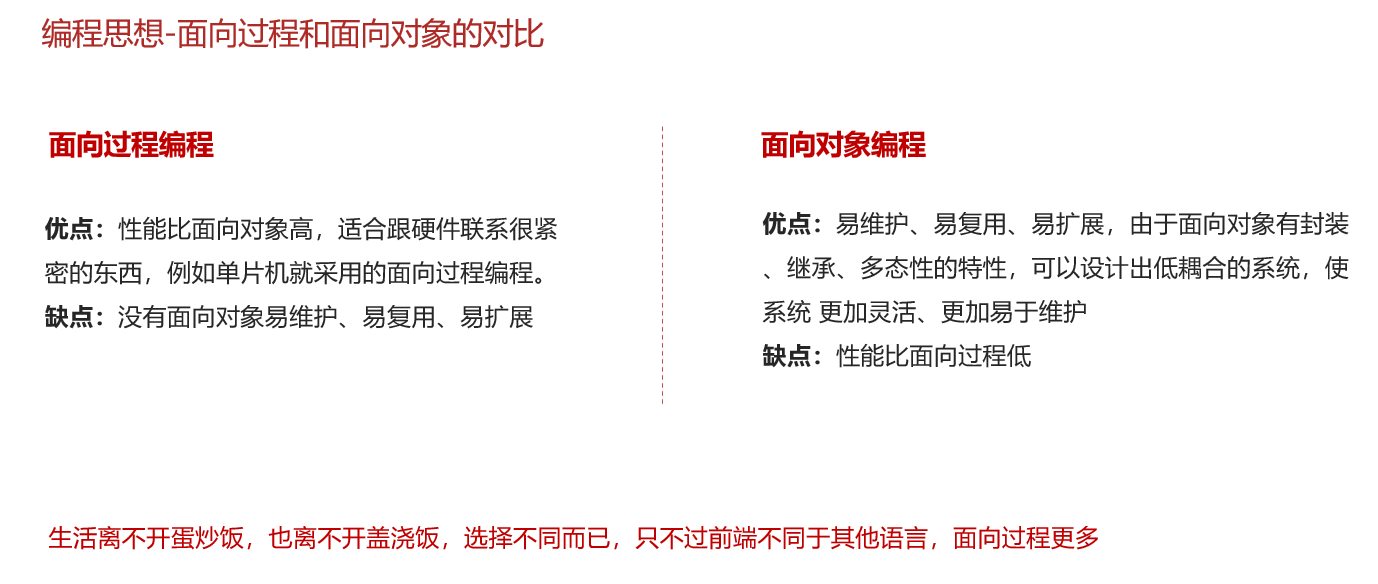 编程思想-面向过程和面向对象的对比
面向过程编程
优点：性能比面向对象高，适合跟硬件联系很紧
密的东西，例如单片机就采用的面向过程编程。
缺点：没有面向对象易维护、易复用、易扩展
面向对象编程
优点：易维护、易复用、易扩展，由于面向对象有封装
、继承、多态性的特性，可以设计出低耦合的系统，使
系统 更加灵活、更加易于维护
缺点：性能比面向过程低
生活离不开蛋炒饭，也离不开盖浇饭，选择不同而已，只不过前端不同于其他语言，面向过程更多